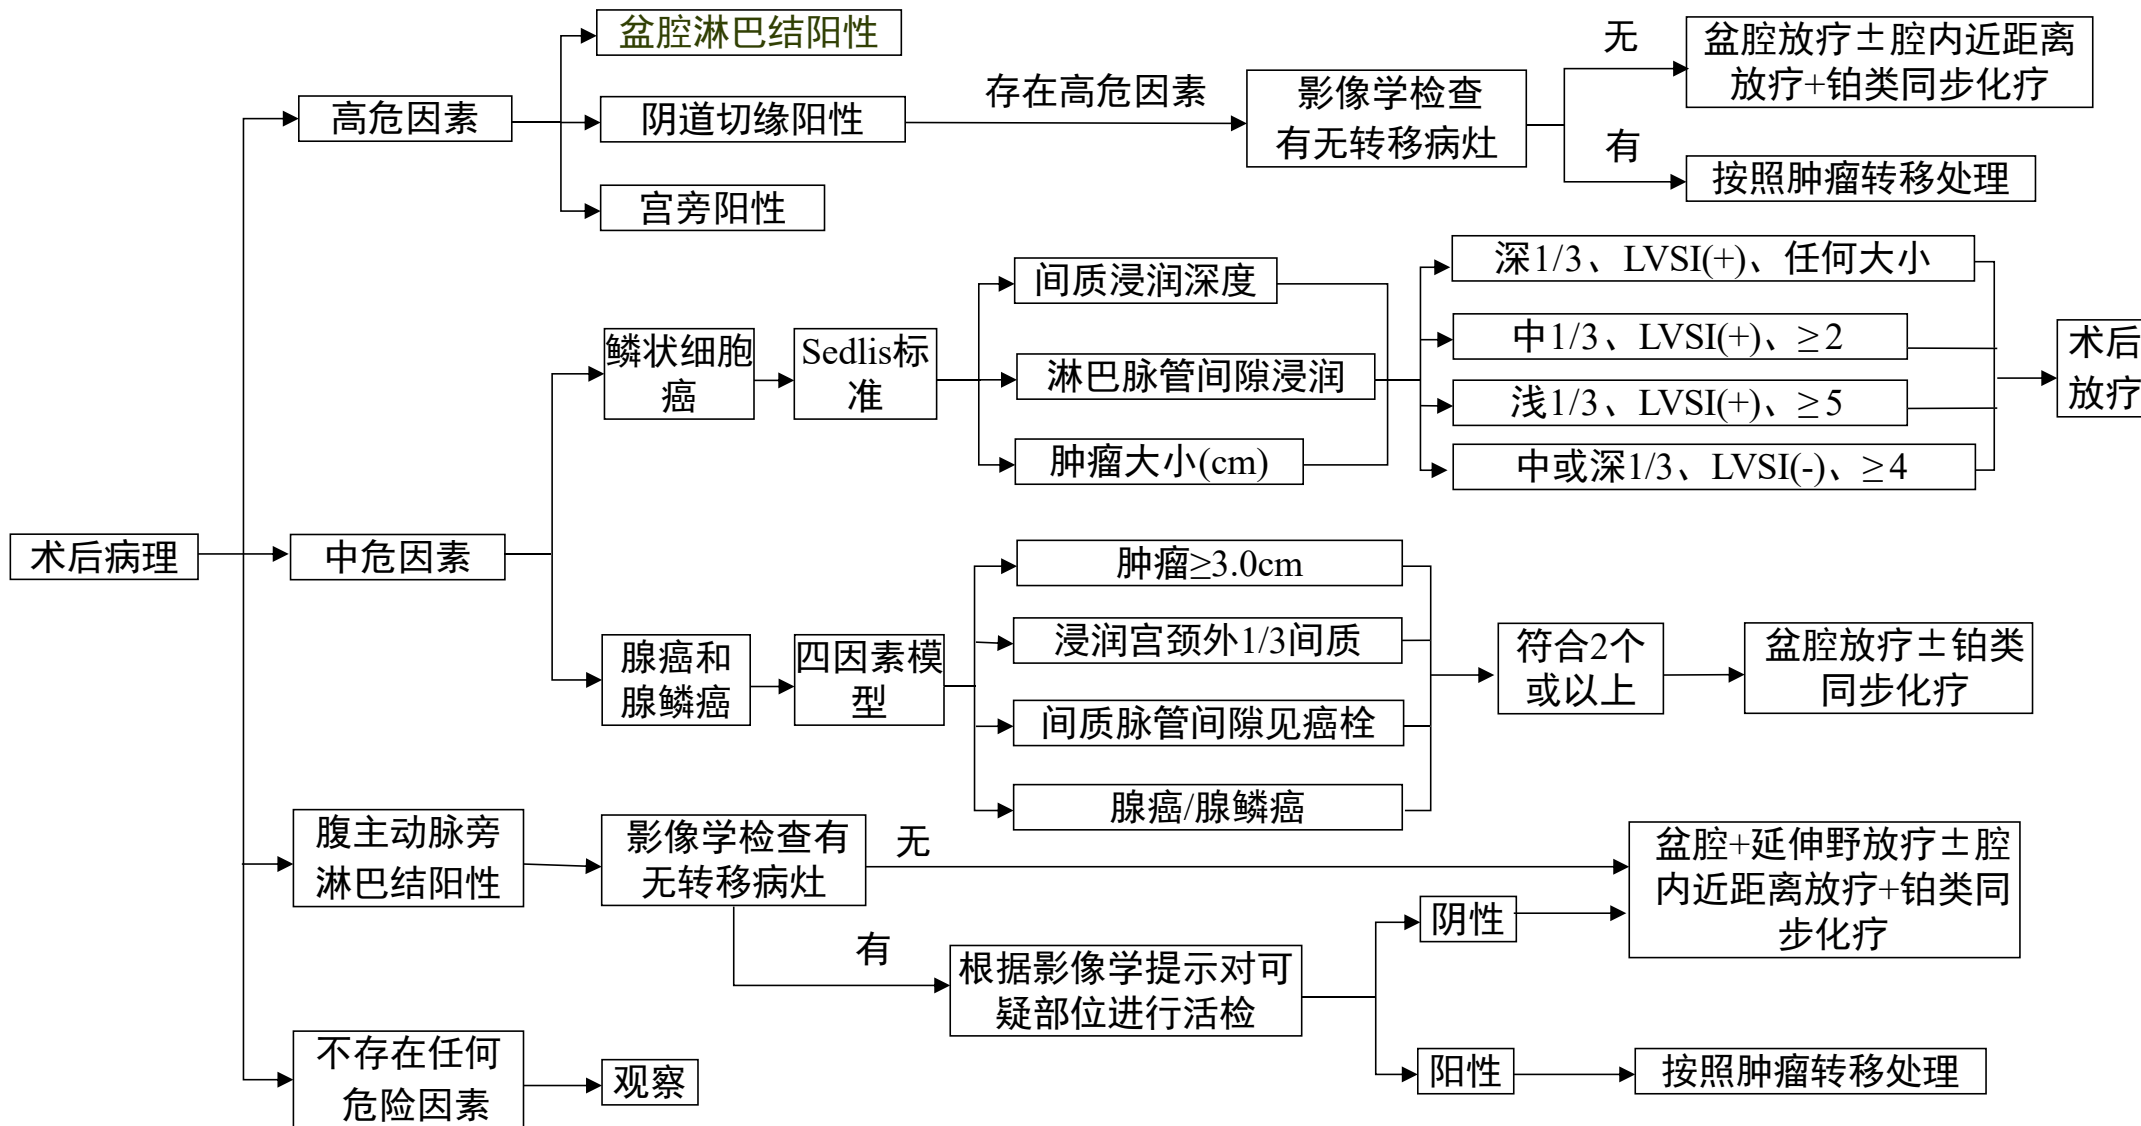 盆腔淋巴结阳性
高危因素
阴道切缘阳性
宫旁阳性
存在高危因素
影像学检查
有无转移病灶
无
盆腔放疗±腔内近距离
放疗+铂类同步化疗
有
按照肿瘤转移处理
术后病理
中危因素
鳞状细胞
癌
Sedlis标
准
间质浸润深度
淋巴脉管间隙浸润
肿瘤大小(cm)
深1/3、LVSI(+)、任何大小
中1/3、LVSI(+)、≥2
浅1/3、LVSI(+)、≥5
中或深1/3、LVSI(-)、≥4
术后
放疗
腺癌和
腺鳞癌
四因素模
型
肿瘤≥3.0cm
浸润宫颈外1/3间质
间质脉管间隙见癌栓
腺癌/腺鳞癌
符合2个
或以上
盆腔放疗±铂类
同步化疗
腹主动脉旁
淋巴结阳性
影像学检查有
无转移病灶
无
盆腔+延伸野放疗±腔
内近距离放疗+铂类同
步化疗
有
根据影像学提示对可
疑部位进行活检
阴性
阳性
按照肿瘤转移处理
不存在任何
危险因素
观察